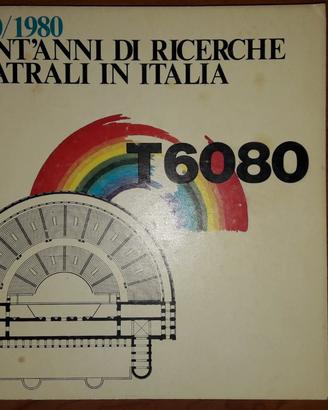 0/1980
NT'ANNI DI RICERCHE
ATRALI IN ITALIA
T6080